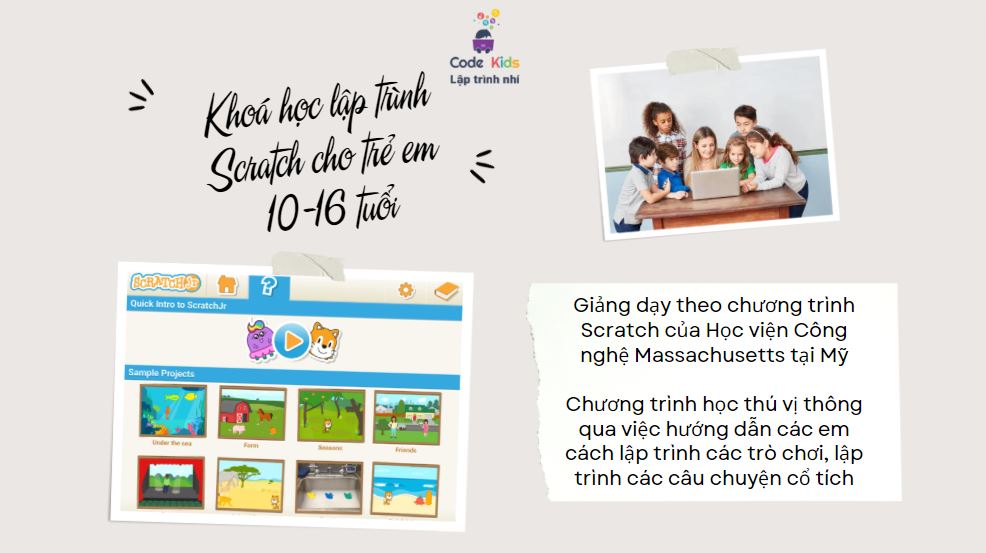 Code Kids
Lập trình nhí
Khoá học lập trình
Scratch cho trẻ em
10-16 tuổi
SCRATCHJr
?
Quick Intro to ScratchJr
Sample Projects
Under the sea
Farm
Seasons
Friends
Giảng dạy theo chương trình
Scratch của Học viện Công
nghệ Massachusetts tại Mỹ
Chương trình học thú vị thông
qua việc hướng dẫn các em
cách lập trình các trò chơi, lập
trình các câu chuyện cổ tích